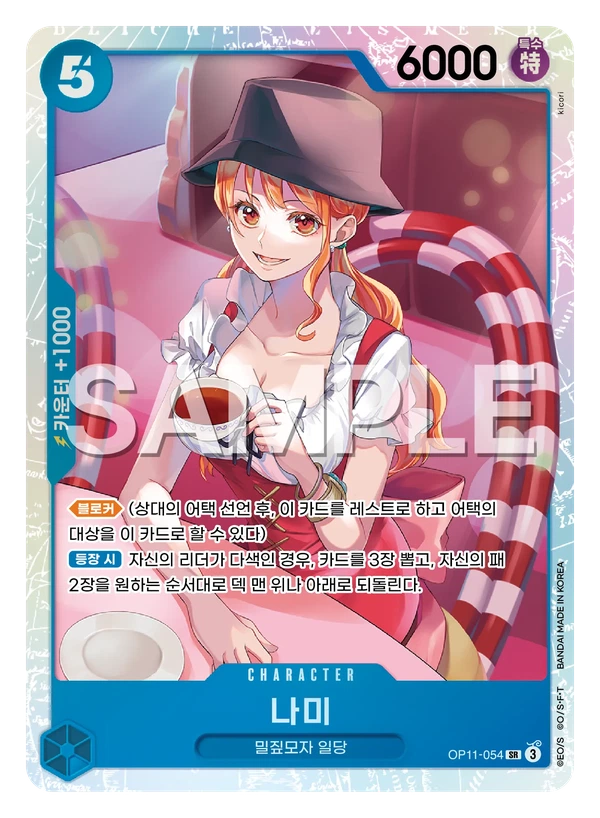 5
6000
특수
特
kicori
카운터 +1000
SAMPLE
블로커 (상대의 어택 선언 후, 이 카드를 레스트로 하고 어택의
대상을 이 카드로 할 수 있다)
등장 시 자신의 리더가 다색인 경우, 카드를 3장 뽑고, 자신의 패
2장을 원하는 순서대로 덱 맨 위나 아래로 되돌린다.
CHARACTER
나미
밀짚모자 일당
OP11-054 SR 3
©EO/S ©O/S·F·T BANDAI MADE IN KOREA